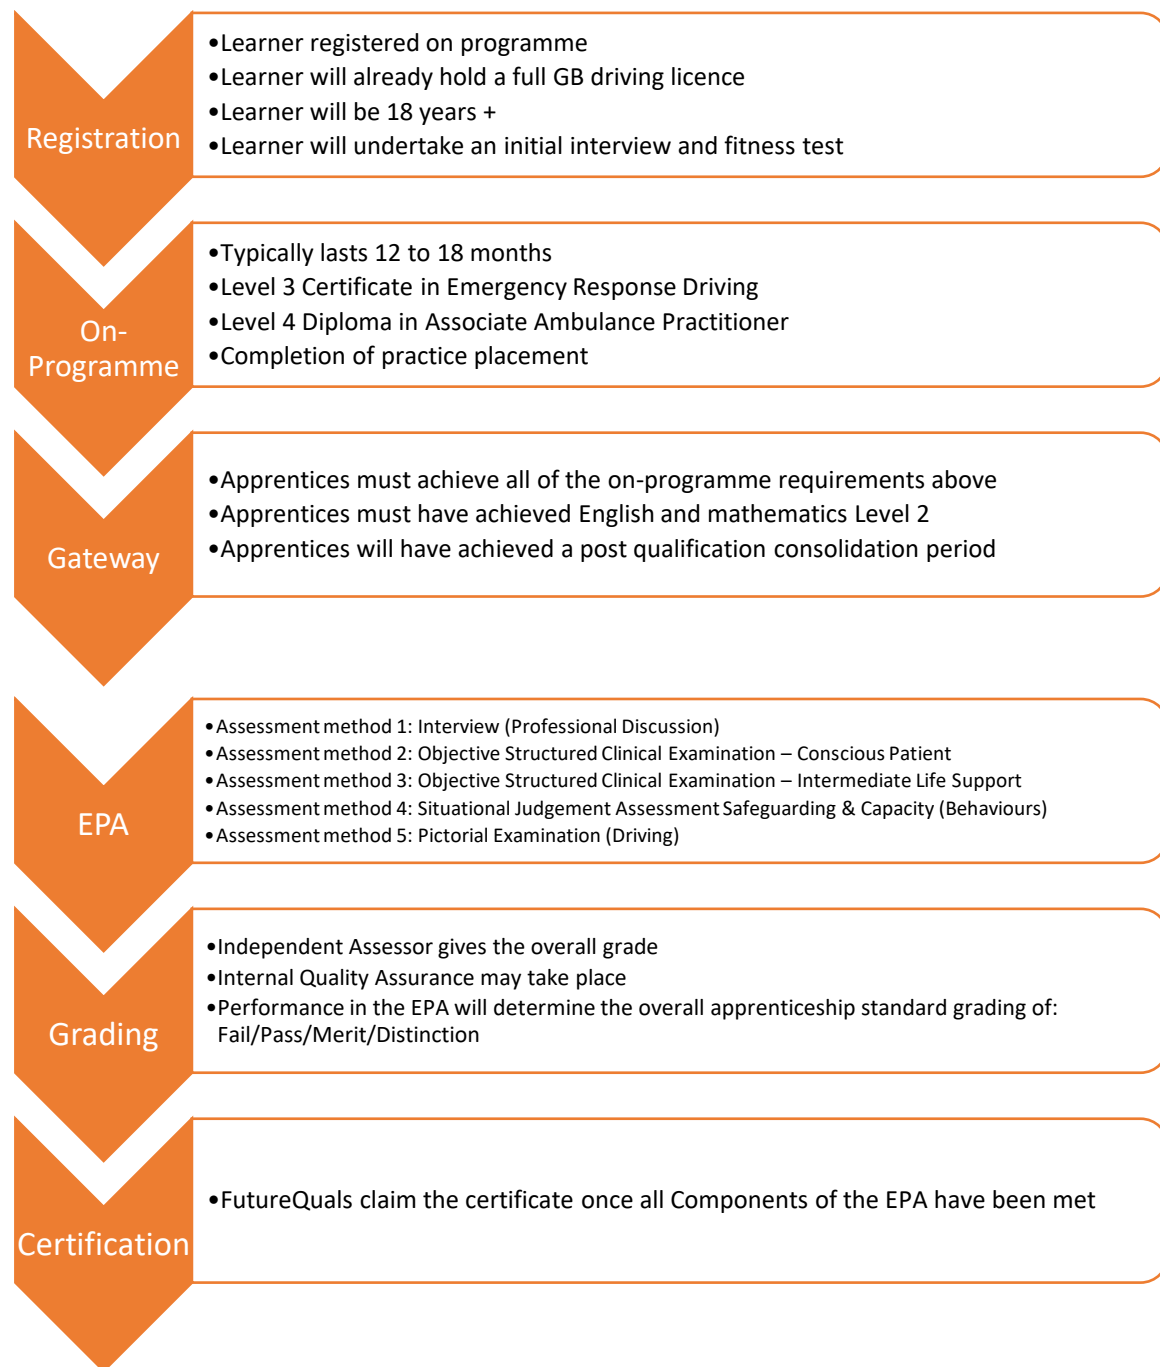 Registration
•Learner registered on programme
•Learner will already hold a full GB driving licence
•Learner will be 18 years +
•Learner will undertake an initial interview and fitness test
On-
Programme
•Typically lasts 12 to 18 months
•Level 3 Certificate in Emergency Response Driving
•Level 4 Diploma in Associate Ambulance Practitioner
•Completion of practice placement
Gateway
•Apprentices must achieve all of the on-programme requirements above
•Apprentices must have achieved English and mathematics Level 2
•Apprentices will have achieved a post qualification consolidation period
EPA
•Assessment method 1: Interview (Professional Discussion)
•Assessment method 2: Objective Structured Clinical Examination – Conscious Patient
•Assessment method 3: Objective Structured Clinical Examination – Intermediate Life Support
•Assessment method 4: Situational Judgement Assessment Safeguarding & Capacity (Behaviours)
•Assessment method 5: Pictorial Examination (Driving)
Grading
•Independent Assessor gives the overall grade
•Internal Quality Assurance may take place
•Performance in the EPA will determine the overall apprenticeship standard grading of:
Fail/Pass/Merit/Distinction
Certification
•FutureQuals claim the certificate once all Components of the EPA have been met